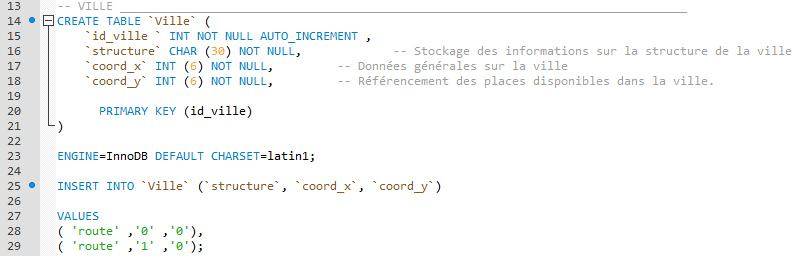 13 -- VILLE ___________________________________________________________________________________
14 CREATE TABLE `Ville` (
15 `id_ville ` INT NOT NULL AUTO_INCREMENT ,
16 `structure` CHAR (30) NOT NULL, -- Stockage des informations sur la structure de la ville
17 `coord_x` INT (6) NOT NULL, -- Données générales sur la ville
18 `coord_y` INT (6) NOT NULL, -- Référencement des places disponibles dans la ville.
19
20 PRIMARY KEY (id_ville)
21 )
22
23 ENGINE=InnoDB DEFAULT CHARSET=latin1;
24
25 INSERT INTO `Ville` (`structure`, `coord_x`, `coord_y`)
26
27 VALUES
28 ( 'route' ,'0' ,'0'),
29 ( 'route' ,'1' ,'0');